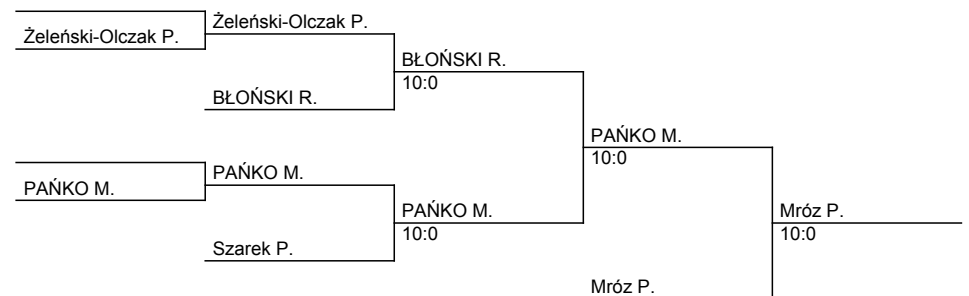 Żeleński-Olczak P.
Żeleński-Olczak P.
BŁOŃSKI R.
10:0
BŁOŃSKI R.
PAŃKO M.
10:0
PAŃKO M.
PAŃKO M.
PAŃKO M.
10:0
Mróz P.
10:0
Szarek P.
Mróz P.